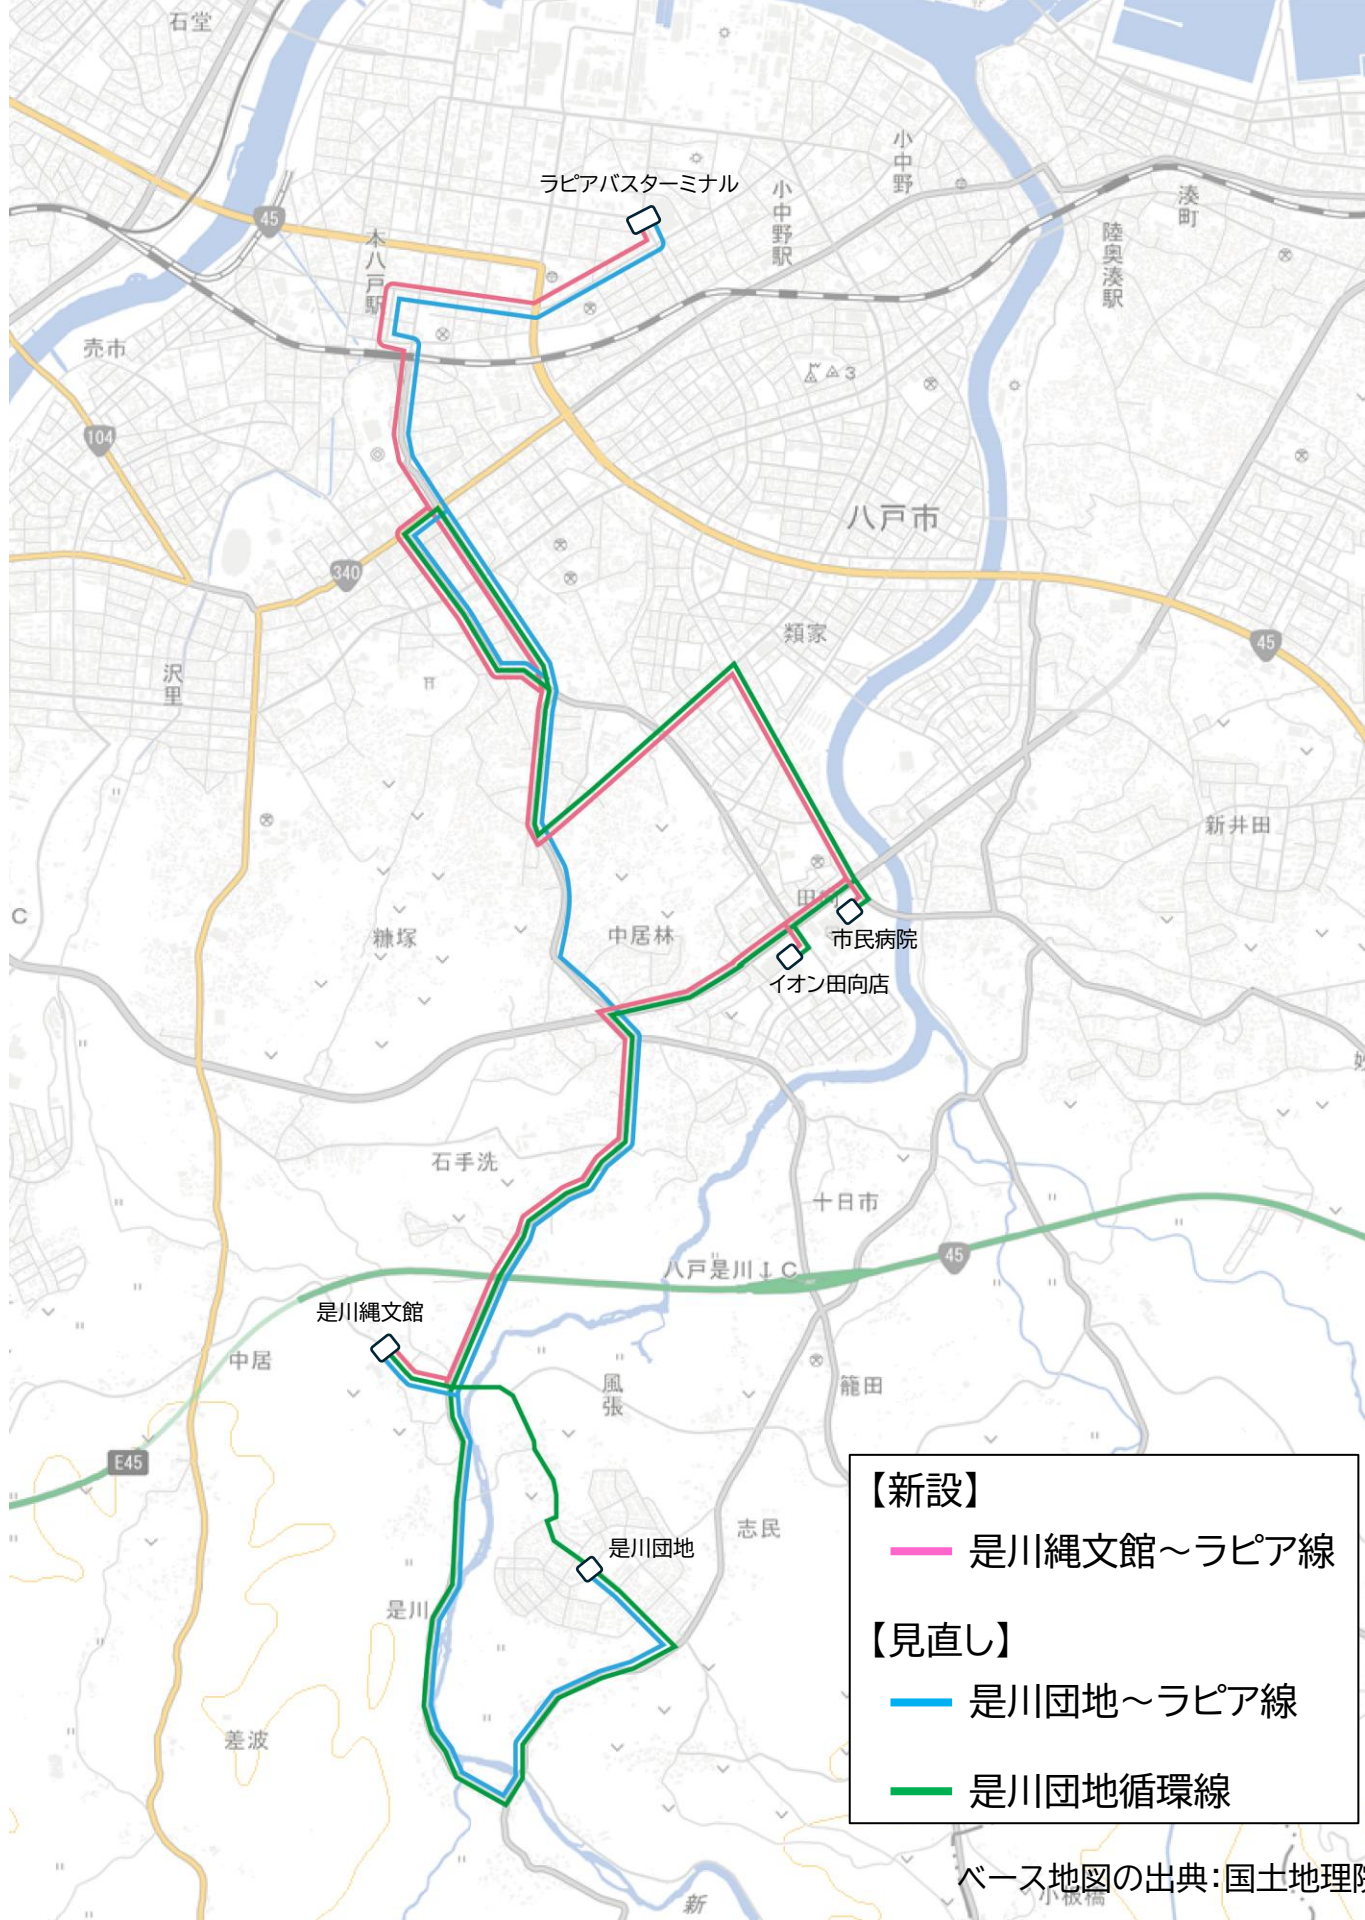 石堂
小中野
ラピアバスターミナル
小中野駅
湊町
45
本八戸駅
陸奥湊駅
売市
3
104
八戸市
340
類家
45
沢里
新井田
C
糠塚
中居林
市民病院
イオン田向店
石手洗
十日市
45
八戸是川IC
是川縄文館
中居
風張
籠田
E45
【新設】
是川縄文館～ラピア線
志民
是川団地
是川
【見直し】
是川団地～ラピア線
差波
是川団地循環線
ベース地図の出典：国土地理院
小板橋
新